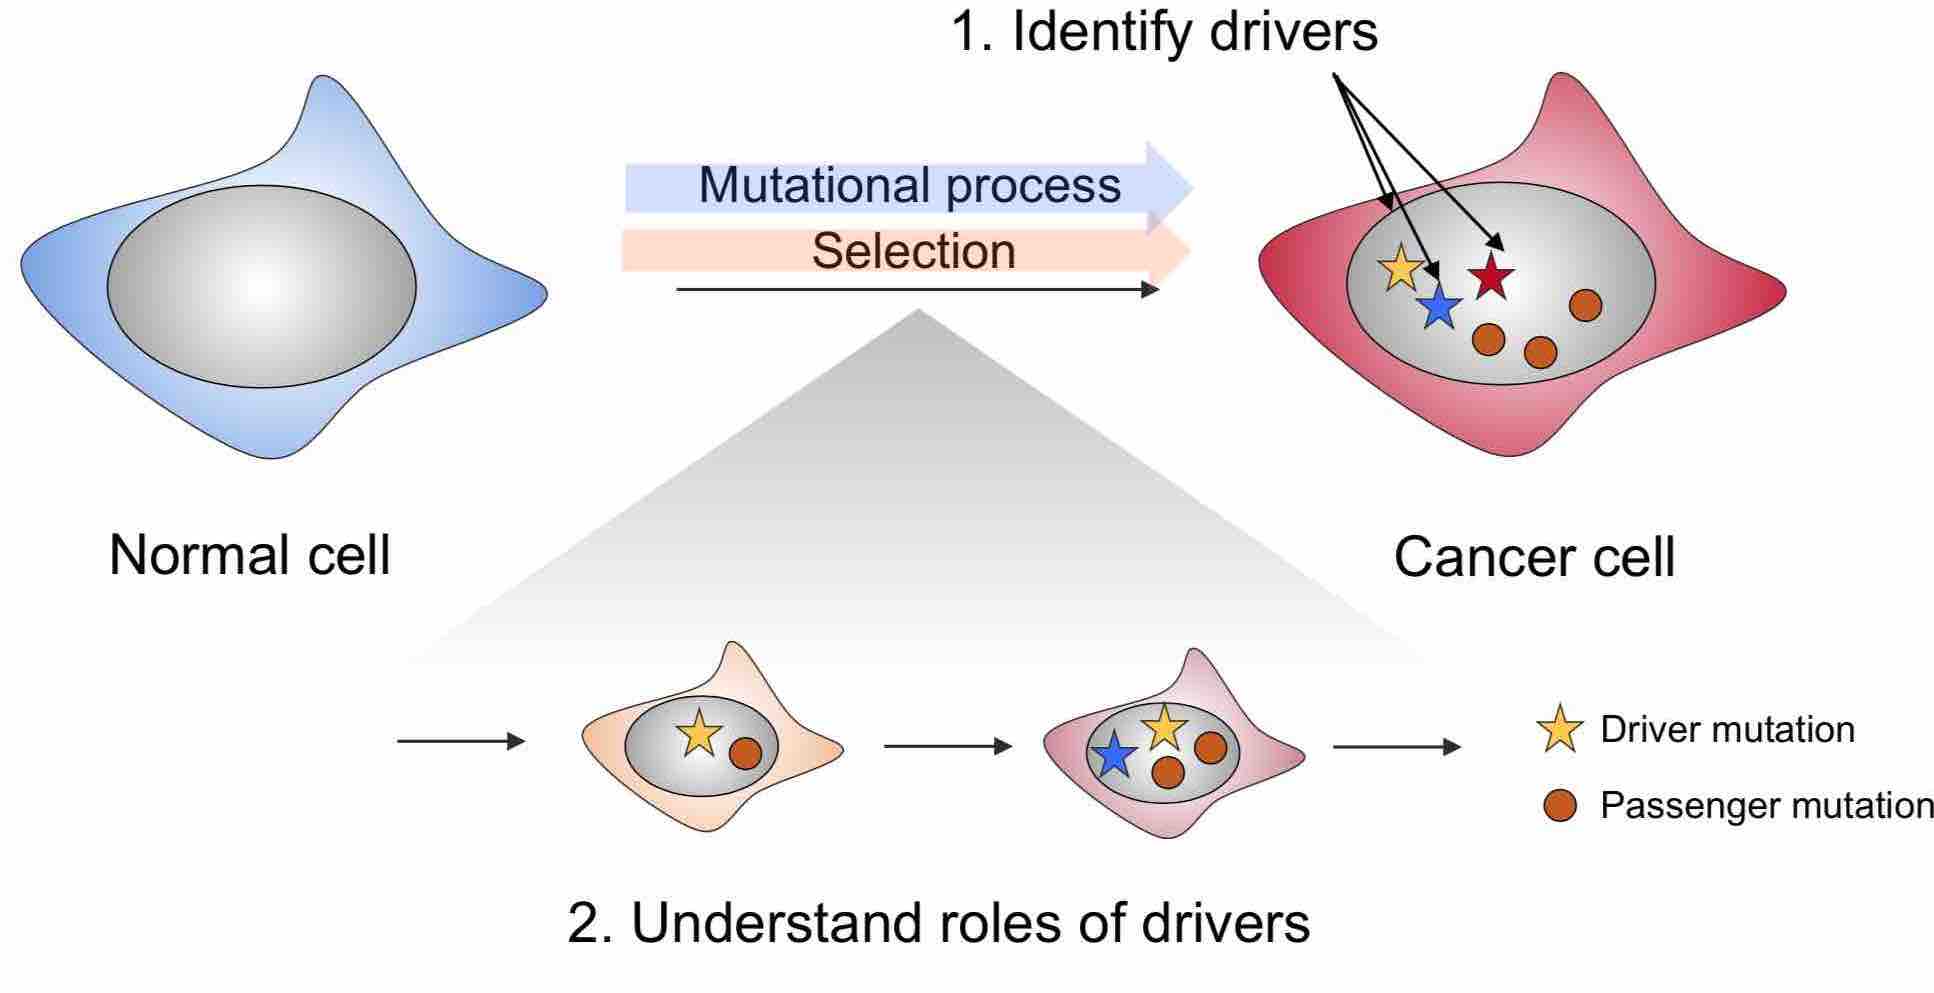 1. Identify drivers
Mutational process
Selection
Normal cell
Cancer cell
Driver mutation
Passenger mutation
2. Understand roles of drivers